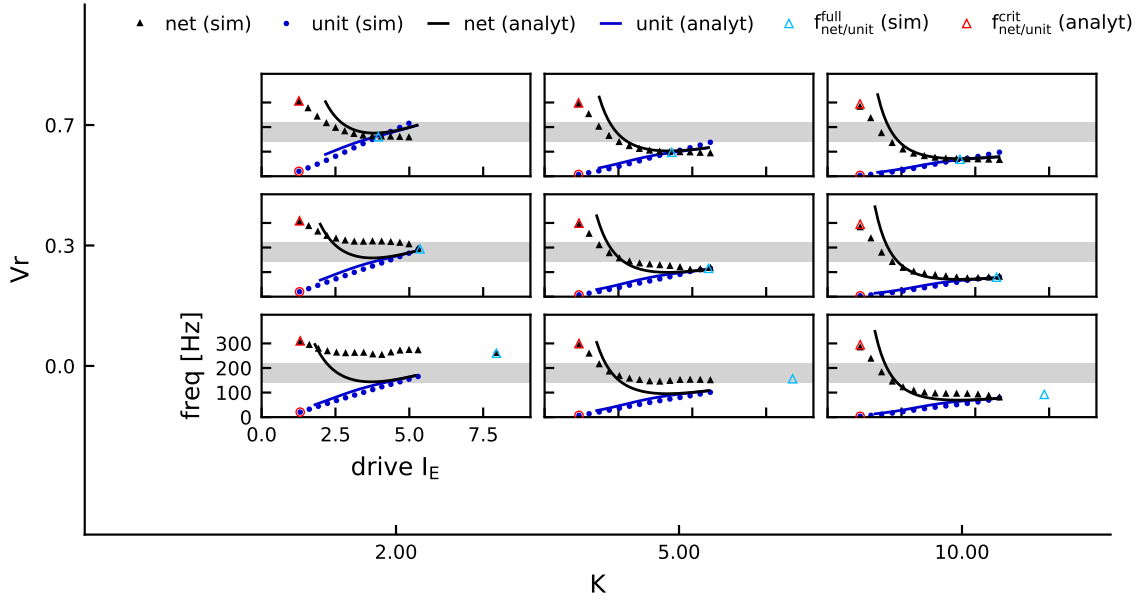 net (sim) unit (sim) net (analyt) unit (analyt) f^full_net/unit (sim) f^crit_net/unit (analyt)
0.7
0.3
0.0
Vr
freq [Hz]
300
200
100
0
0.0 2.5 5.0 7.5
drive I_E
2.00 5.00 10.00
K